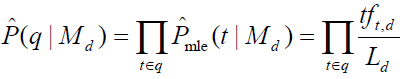 P̂(q | M_d) = ∏_{t∈q} P̂_mle(t | M_d) = ∏_{t∈q} tf_{t,d} / L_d